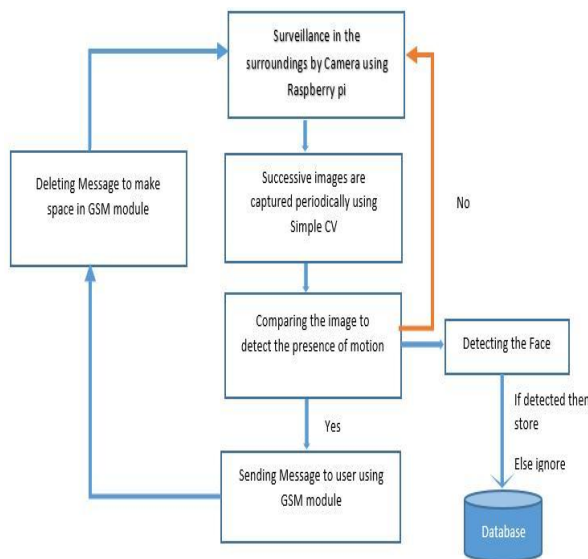 Surveillance in the
surroundings by Camera using
Raspberry pi
Deleting Message to make
space in GSM module
Successive images are
captured periodically using
Simple CV
No
Comparing the image to
detect the presence of motion
Detecting the Face
Yes
If detected then
store
Else ignore
Sending Message to user using
GSM module
Database